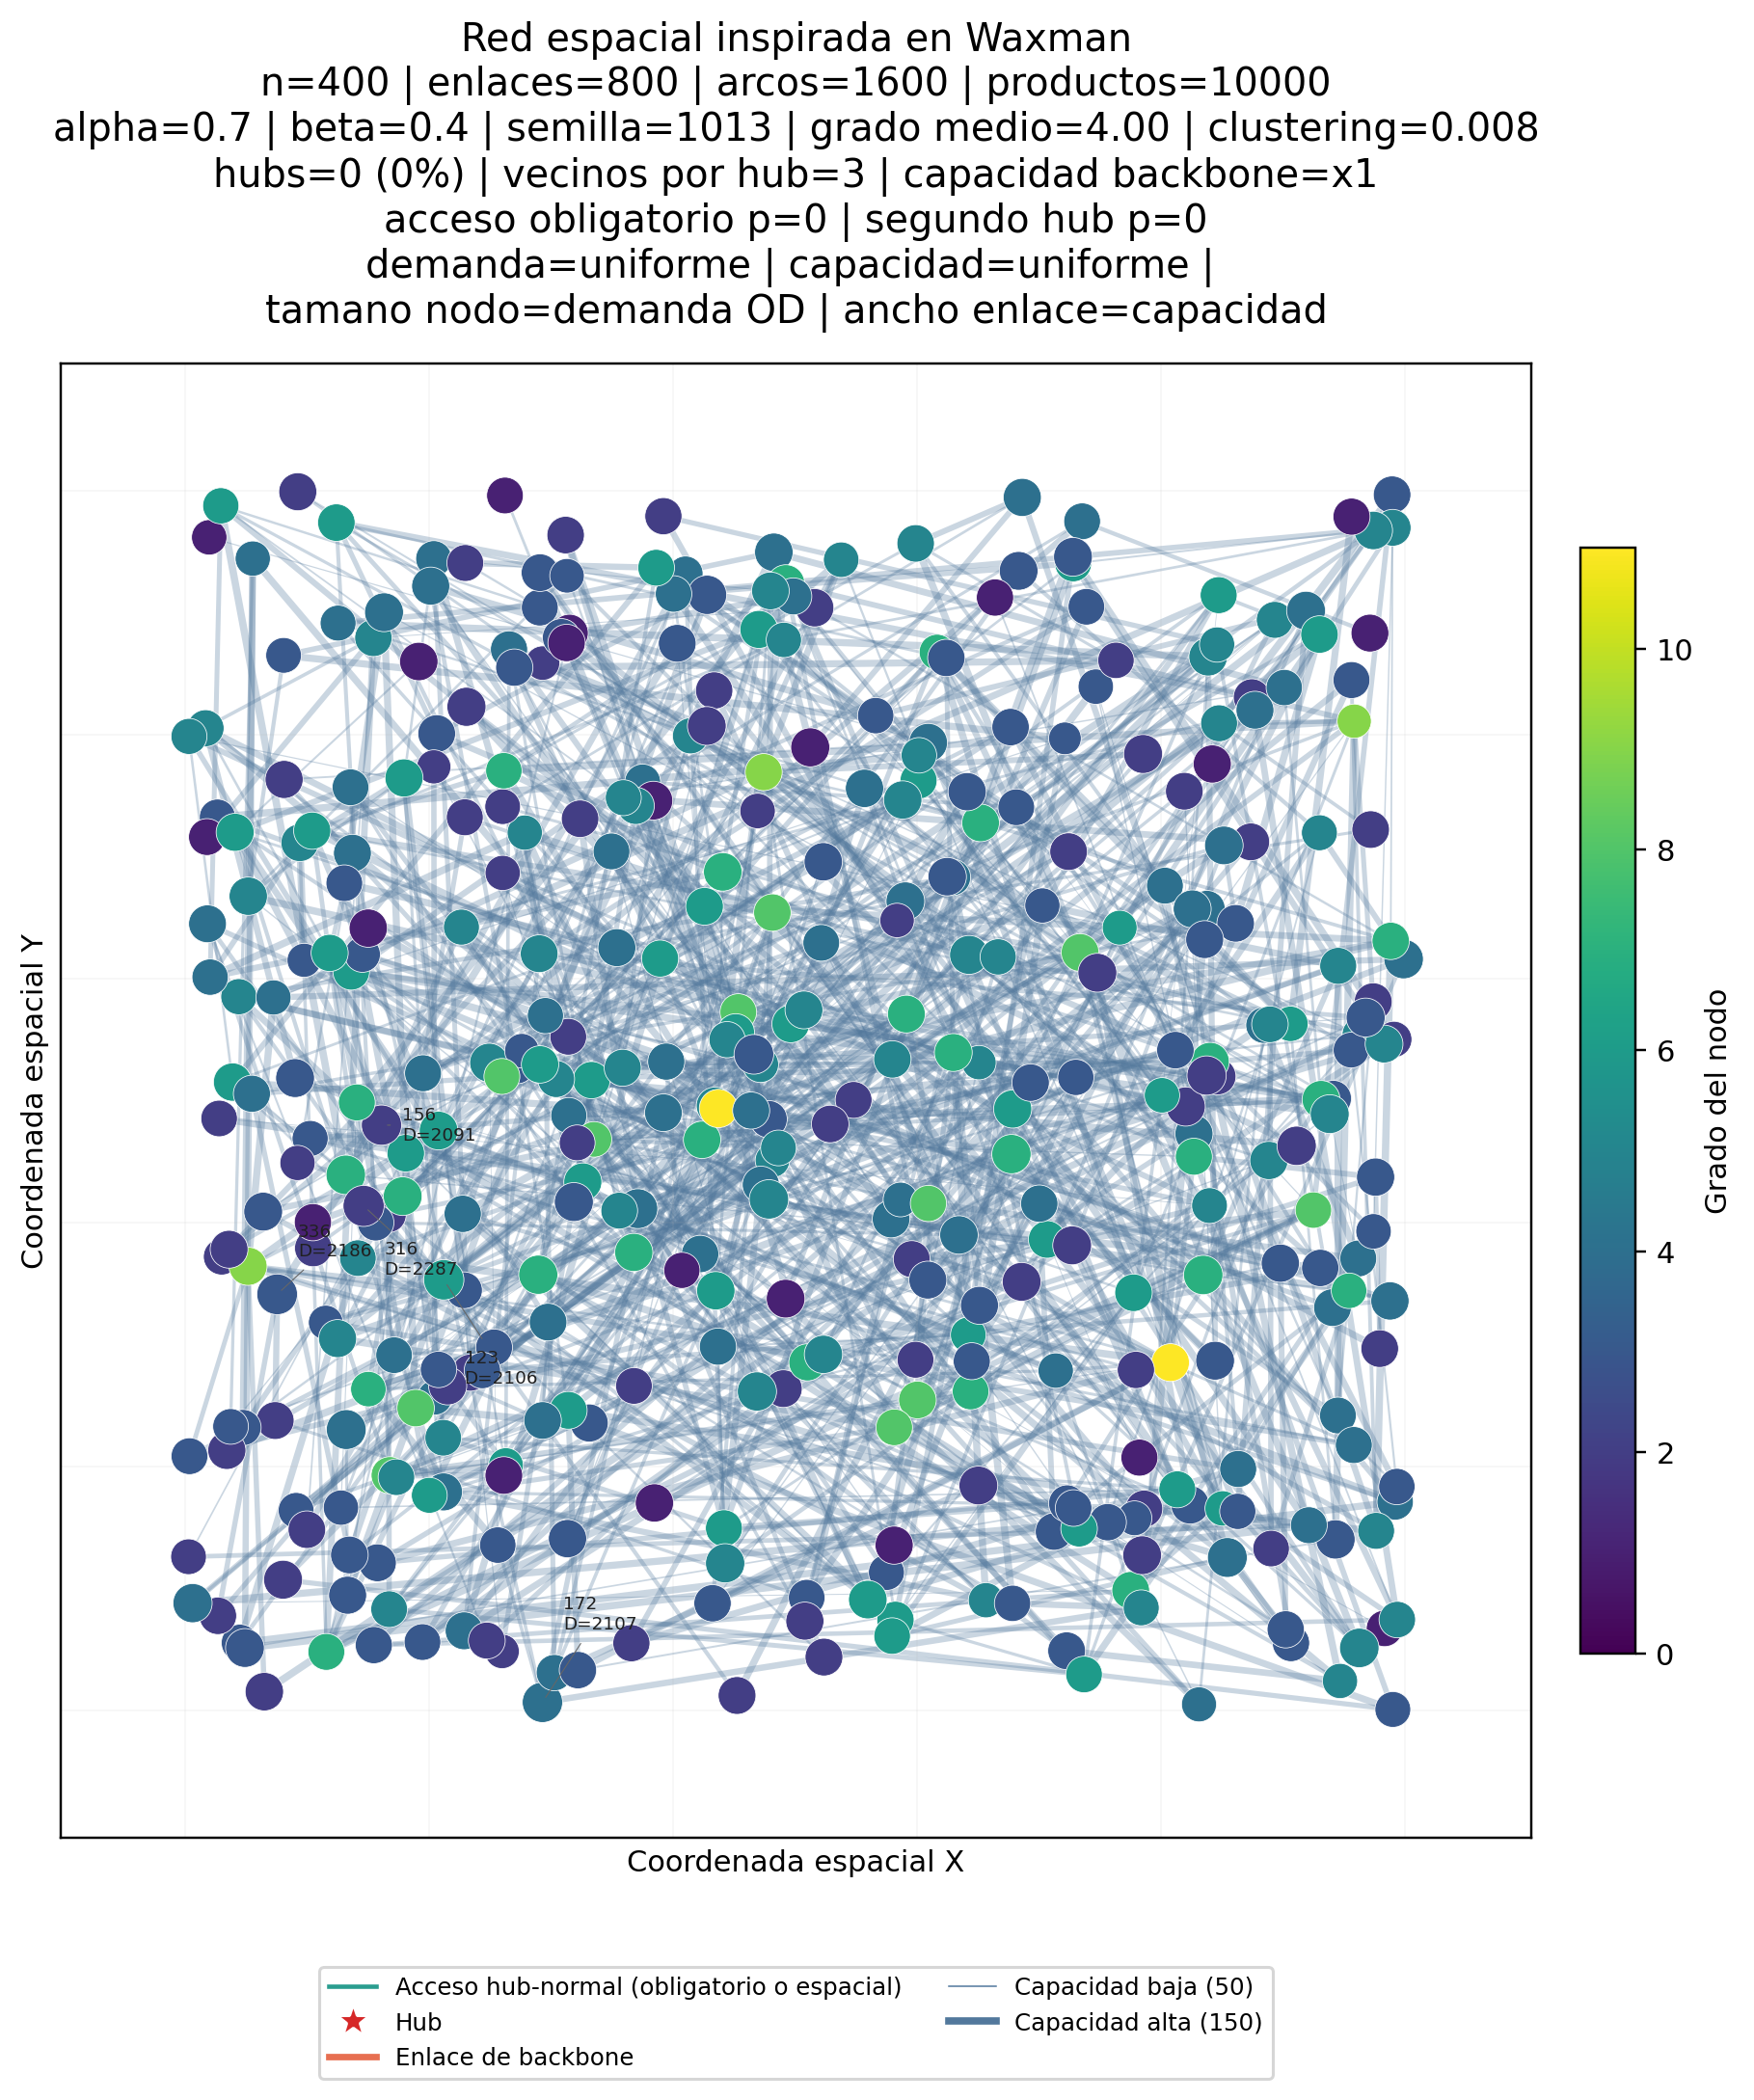 Red espacial inspirada en Waxman
n=400 | enlaces=800 | arcos=1600 | productos=10000
alpha=0.7 | beta=0.4 | semilla=1013 | grado medio=4.00 | clustering=0.008
hubs=0 (0%) | vecinos por hub=3 | capacidad backbone=x1
acceso obligatorio p=0 | segundo hub p=0
demanda=uniforme | capacidad=uniforme |
tamano nodo=demanda OD | ancho enlace=capacidad
Coordenada espacial Y
156
D=2091
336
D=2186
316
D=2287
123
D=2106
172
D=2107
Coordenada espacial X
10
8
6
4
2
0
Grado del nodo
Acceso hub-normal (obligatorio o espacial)
Hub
Enlace de backbone
Capacidad baja (50)
Capacidad alta (150)